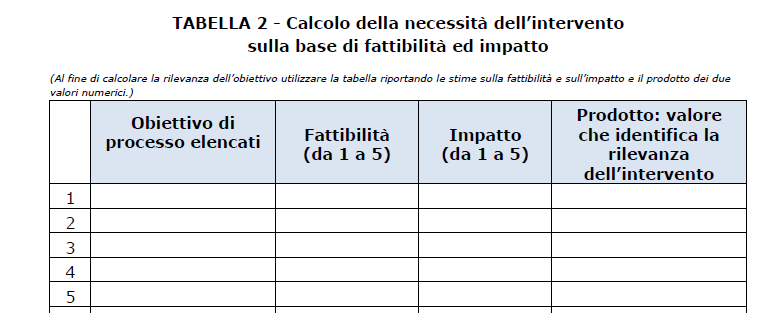 TABELLA 2 - Calcolo della necessità dell’intervento
sulla base di fattibilità ed impatto
(Al fine di calcolare la rilevanza dell’obiettivo utilizzare la tabella riportando le stime sulla fattibilità e sull’impatto e il prodotto dei due
valori numerici.)
Obiettivo di
processo elencati
Fattibilità
(da 1 a 5)
Impatto
(da 1 a 5)
Prodotto: valore
che identifica la
rilevanza
dell’intervento
1
2
3
4
5